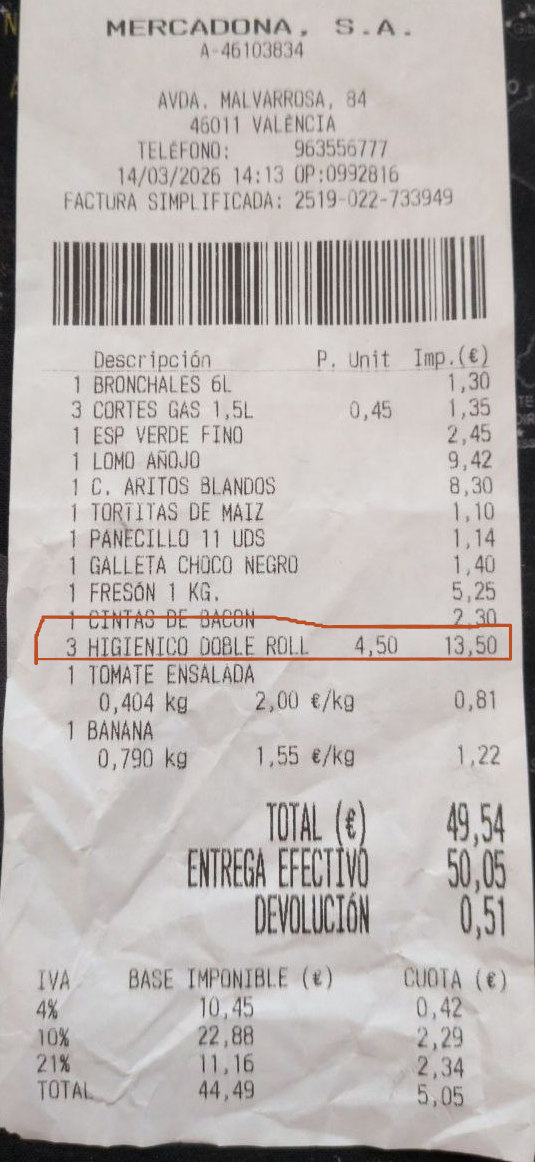 MERCADONA, S.A.
A-46103834
AVDA. MALVARROSA, 84
46011 VALÈNCIA
TELÉFONO: 963556777
14/03/2026 14:13 OP:0992816
FACTURA SIMPLIFICADA: 2519-022-733949
Descripción P. Unit Imp.(€)
1 BRONCHALES 6L 1,30
3 CORTES GAS 1,5L 0,45 1,35
1 ESP VERDE FINO 2,45
1 LOMO AÑOJO 9,42
1 C. ARITOS BLANDOS 8,30
1 TORTITAS DE MAIZ 1,10
1 PANECILLO 11 UDS 1,14
1 GALLETA CHOCO NEGRO 1,40
1 FRESÓN 1 KG. 5,25
1 CINTAS DE BACON 2,30
3 HIGIENICO DOBLE ROLL 4,50 13,50
1 TOMATE ENSALADA
0,404 kg 2,00 €/kg 0,81
1 BANANA
0,790 kg 1,55 €/kg 1,22
TOTAL (€) 49,54
ENTREGA EFECTIVO 50,05
DEVOLUCIÓN 0,51
IVA BASE IMPONIBLE (€) CUOTA (€)
4% 10,45 0,42
10% 22,88 2,29
21% 11,16 2,34
TOTAL 44,49 5,05